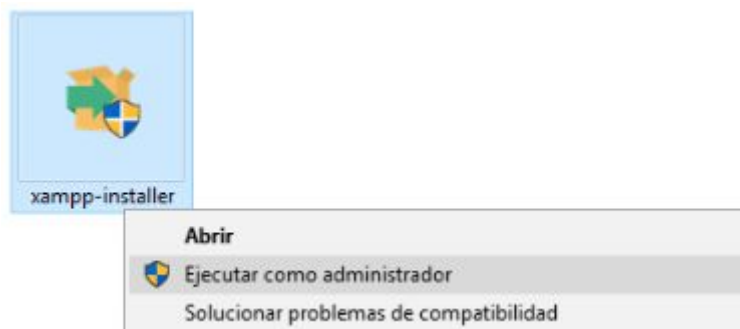 xampp-installer
Abrir
Ejecutar como administrador
Solucionar problemas de compatibilidad